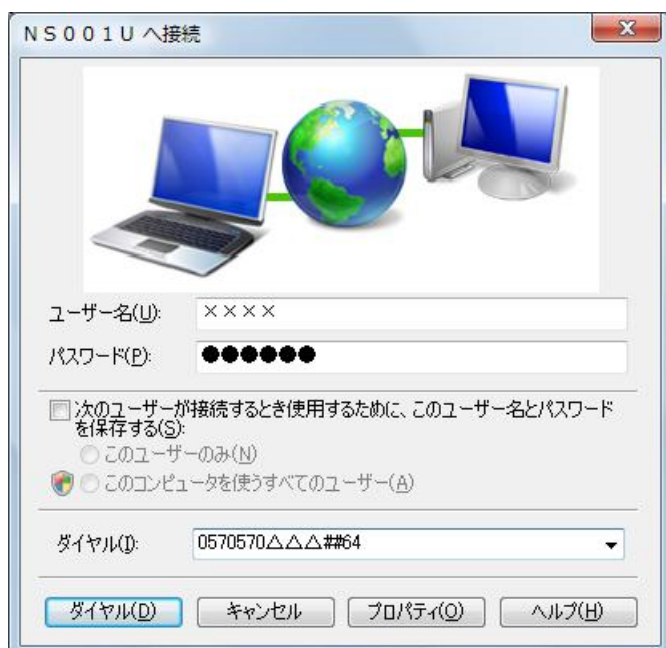 NS001Uへ接続
ユーザー名(U):
××××
パスワード(P):
●●●●●●
次のユーザーが接続するとき使用するために、このユーザー名とパスワード
を保存する(S):
このユーザーのみ(N)
このコンピュータを使うすべてのユーザー(A)
ダイヤル(I):
0570570△△△##64
ダイヤル(D)
キャンセル
プロパティ(O)
ヘルプ(H)